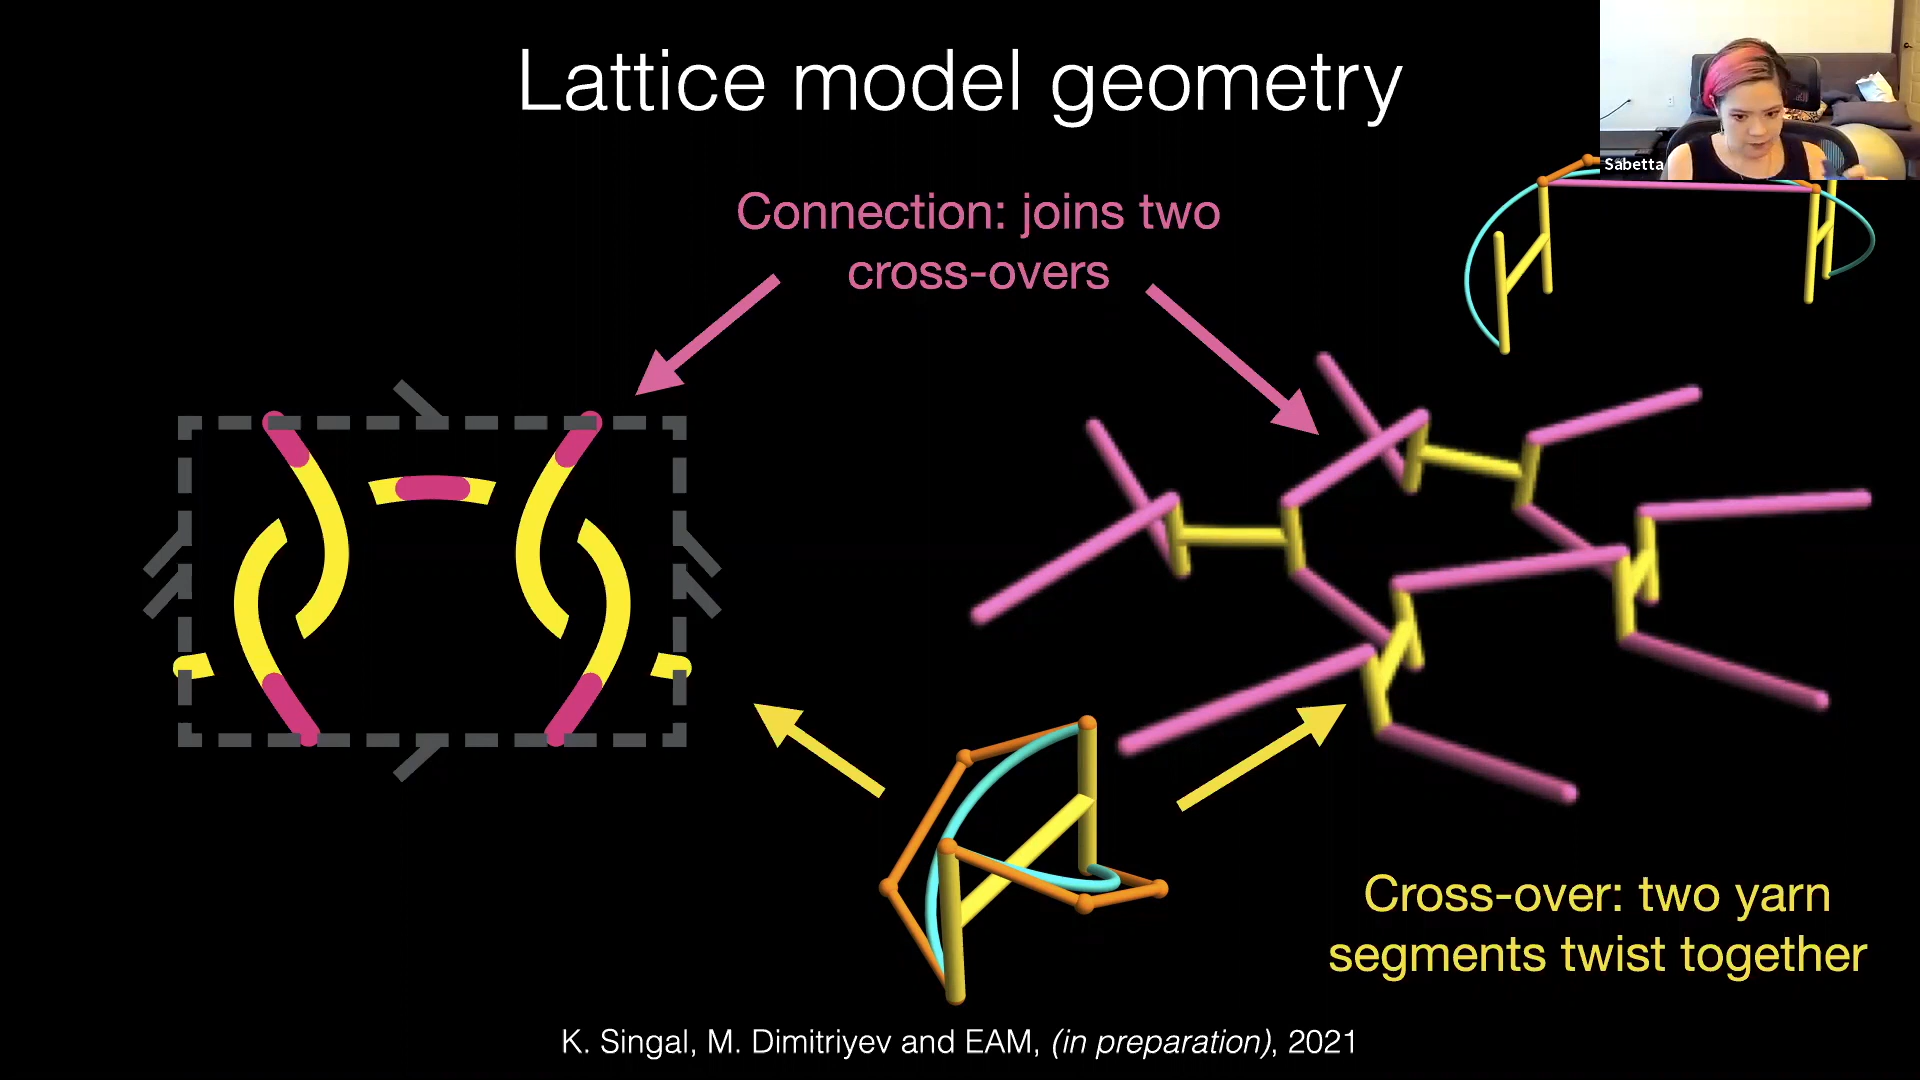 Lattice model geometry
Sabetta
Connection: joins two
cross-overs
Cross-over: two yarn
segments twist together
K. Singal, M. Dimitriyev and EAM, (in preparation), 2021